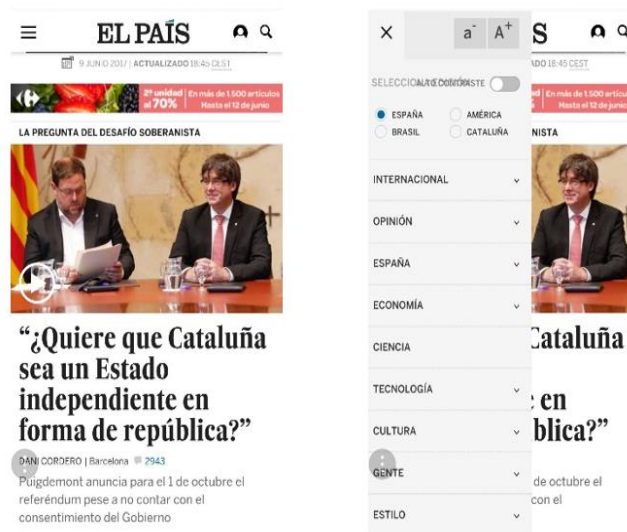 EL PAÍS
9 JUNIO 2017 | ACTUALIZADO 18:45 CEST
2ª unidad al 70%
En más de 1.500 artículos
Hasta el 12 de junio
LA PREGUNTA DEL DESAFÍO SOBERANISTA
“¿Quiere que Cataluña
sea un Estado
independiente en
forma de república?”
DANI CORDERO | Barcelona 2943
Puigdemont anuncia para el 1 de octubre el
referéndum pese a no contar con el
consentimiento del Gobierno
a- A+
SELECCIONA EDICIÓN
ALTO CONTRASTE
ESPAÑA AMÉRICA
BRASIL CATALUÑA
INTERNACIONAL
OPINIÓN
ESPAÑA
ECONOMÍA
CIENCIA
TECNOLOGÍA
CULTURA
GENTE
ESTILO
S
ADO 18:45 CEST
En más de 1.500 artícu
Hasta el 12 de junio
NISTA
Cataluña
en
blica?”
de octubre el
con el